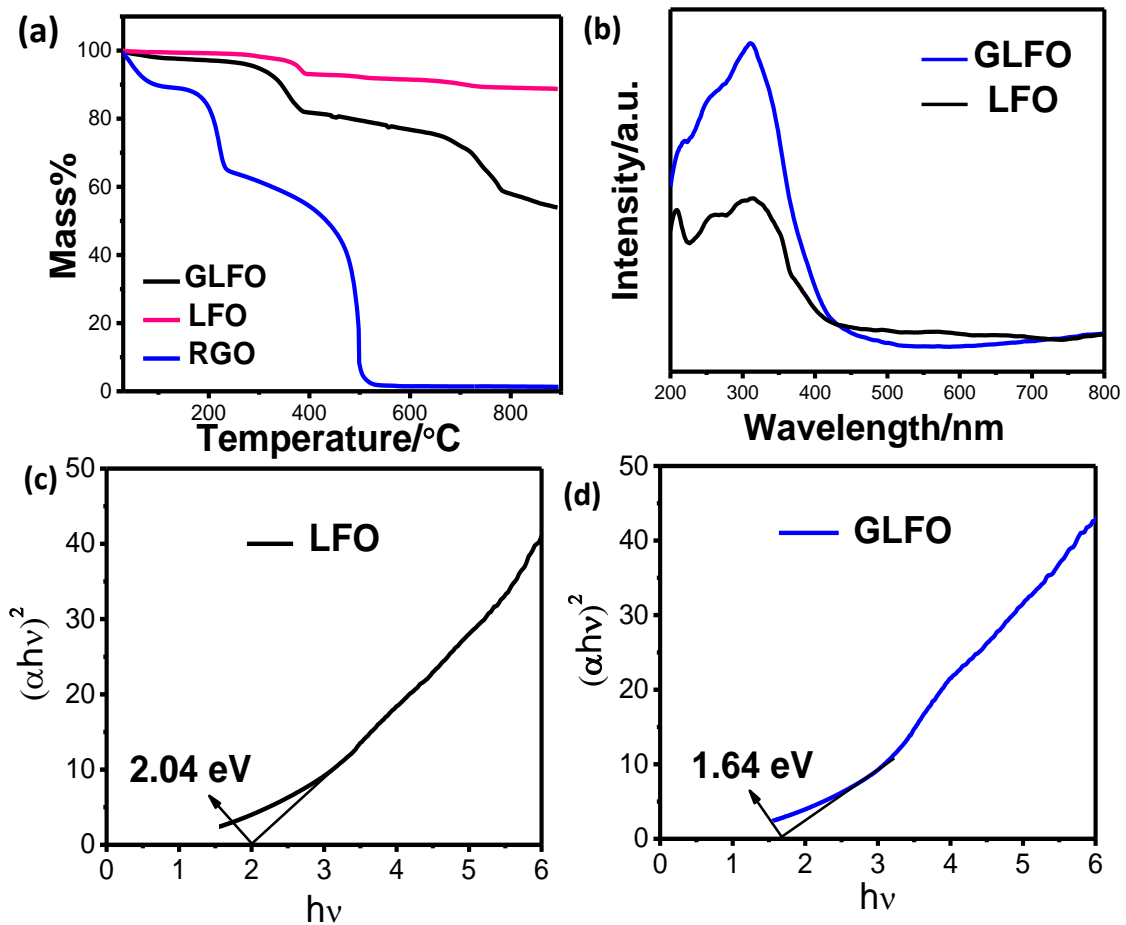 (a)
100
80
60
40
20
0
Mass%
GLFO
LFO
RGO
200 400 600 800
Temperature/°C
(b)
Intensity/a.u.
GLFO
LFO
200 300 400 500 600 700 800
Wavelength/nm
(c)
50
40
30
20
10
0
(αhν)²
LFO
2.04 eV
0 1 2 3 4 5 6
hν
(d)
50
40
30
20
10
0
(αhν)²
GLFO
1.64 eV
0 1 2 3 4 5 6
hν